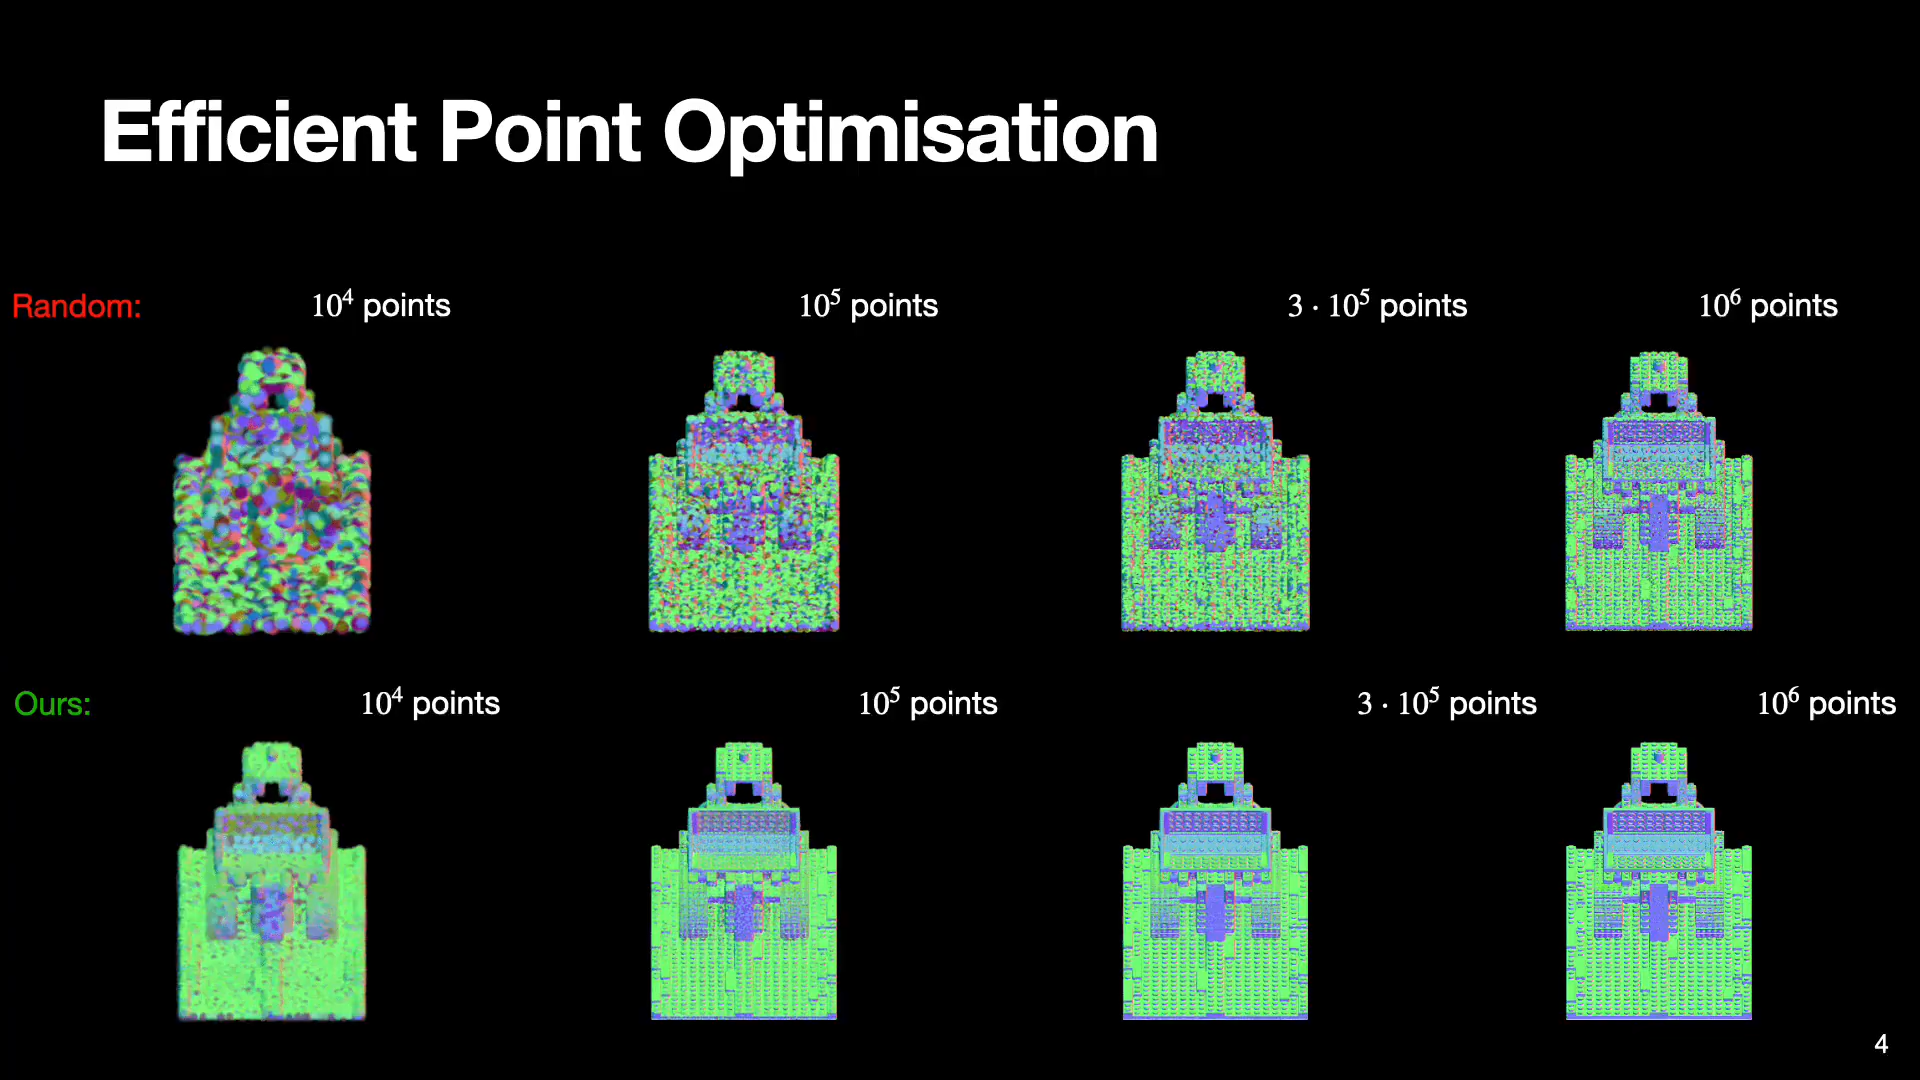 Efficient Point Optimisation
Random: 10⁴ points 10⁵ points 3 · 10⁵ points 10⁶ points
Ours: 10⁴ points 10⁵ points 3 · 10⁵ points 10⁶ points
4